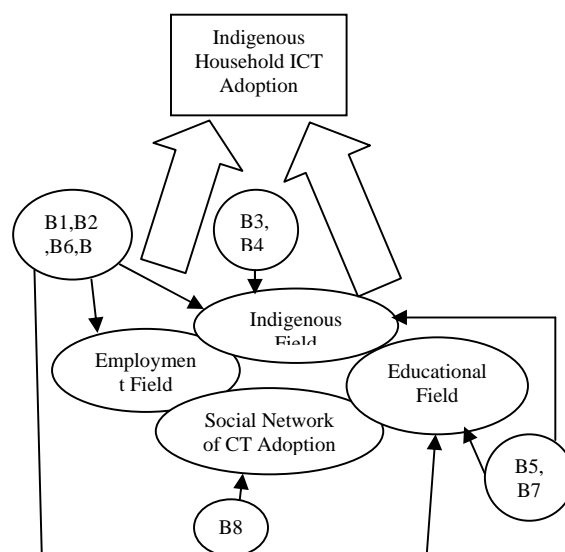 Indigenous
Household ICT
Adoption
B1,B2
,B6,B
B3,
B4
Indigenous
Field
Employmen
t Field
Educational
Field
Social Network
of CT Adoption
B5,
B7
B8